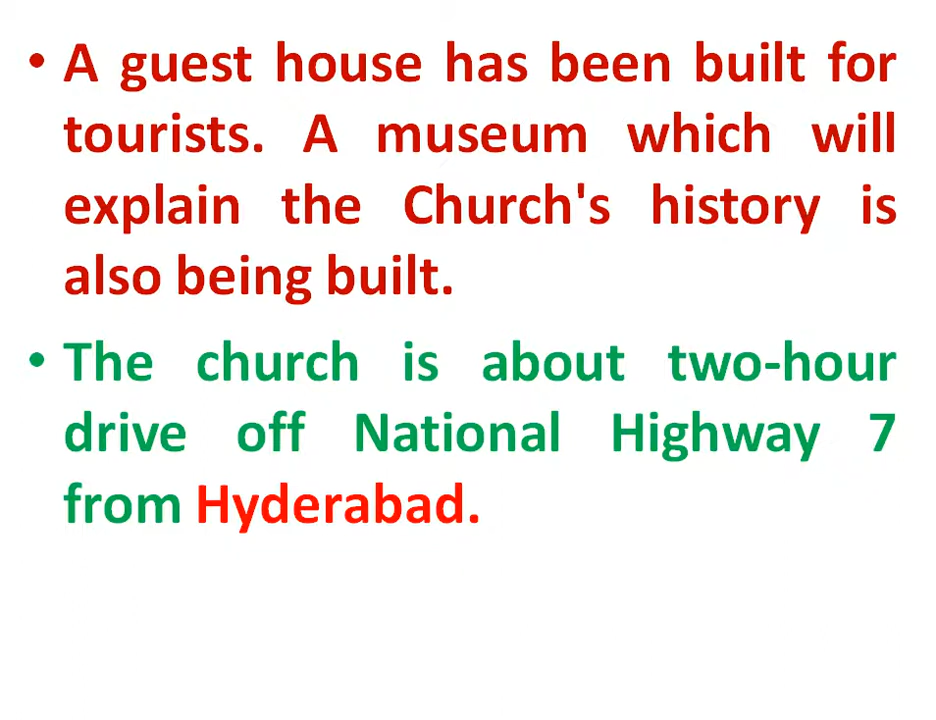 • A guest house has been built for
tourists. A museum which will
explain the Church's history is
also being built.
• The church is about two-hour
drive off National Highway 7
from Hyderabad.